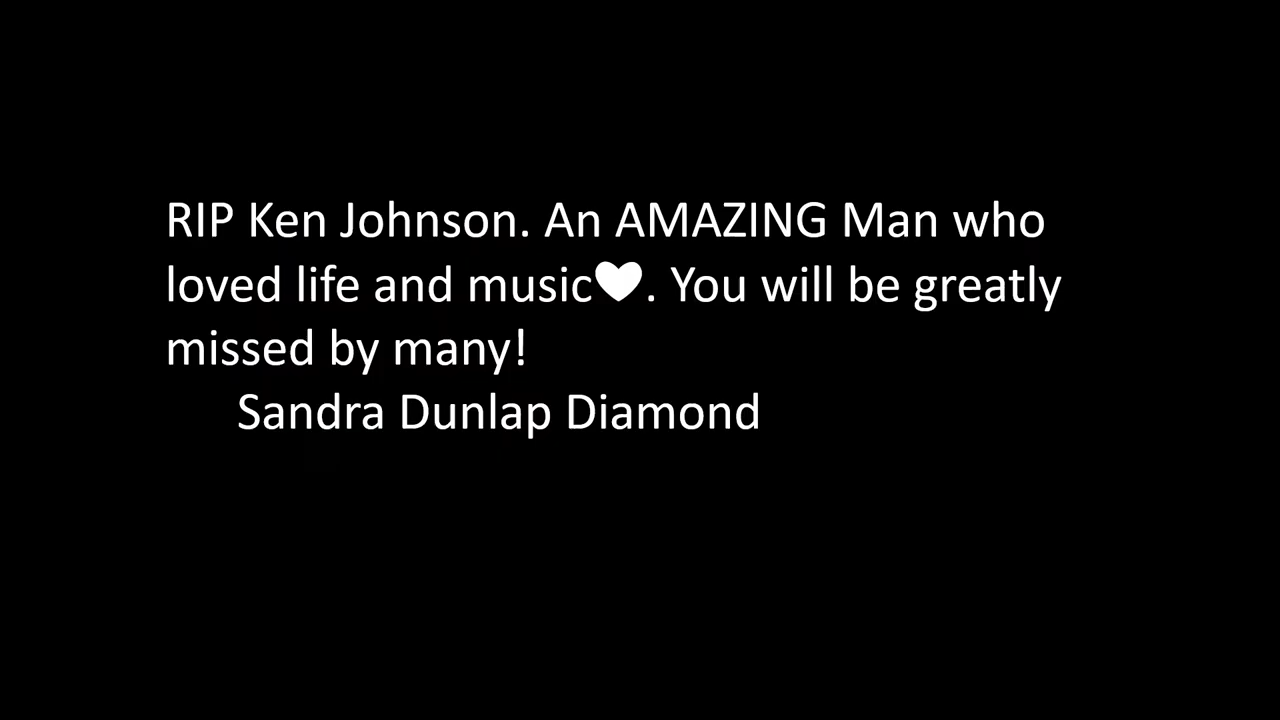 RIP Ken Johnson. An AMAZING Man who
loved life and music♥. You will be greatly
missed by many!
Sandra Dunlap Diamond